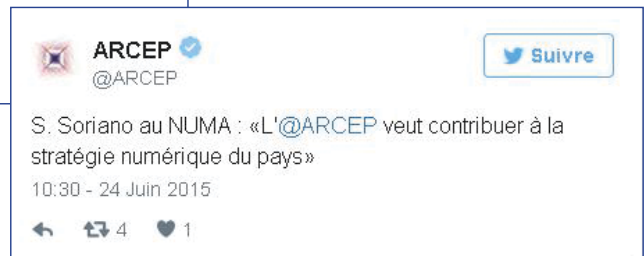 ARCEP
@ARCEP
Suivre
S. Soriano au NUMA : «L'@ARCEP veut contribuer à la
stratégie numérique du pays»
10:30 - 24 Juin 2015
4 1